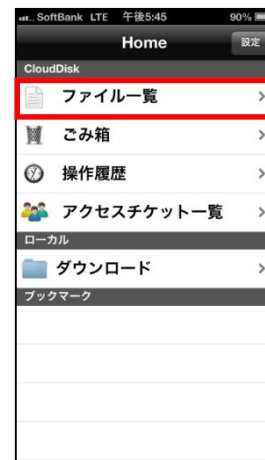 SoftBank LTE 午後5:45 90%
Home 設定
CloudDisk
ファイル一覧
ごみ箱
操作履歴
アクセスチケット一覧
ローカル
ダウンロード
ブックマーク